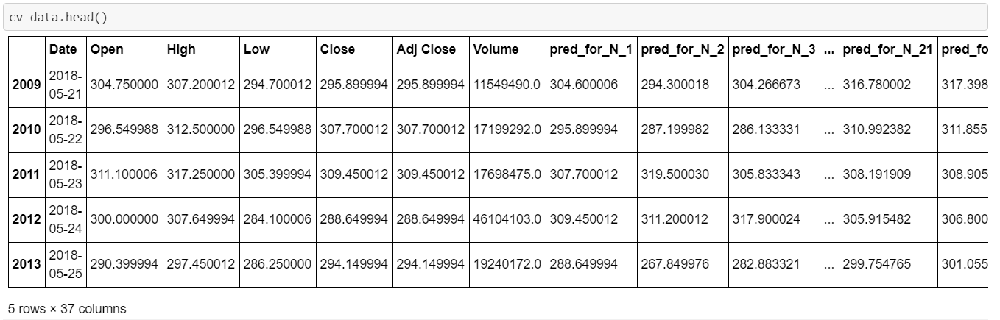 cv_data.head()
Date Open High Low Close Adj Close Volume pred_for_N_1 pred_for_N_2 pred_for_N_3 ... pred_for_N_21 pred_fo
2009 2018-05-21 304.750000 307.200012 294.700012 295.899994 295.899994 11549490.0 304.600006 294.300018 304.266673 ... 316.780002 317.398
2010 2018-05-22 296.549988 312.500000 296.549988 307.700012 307.700012 17199292.0 295.899994 287.199982 286.133331 ... 310.992382 311.855
2011 2018-05-23 311.100006 317.250000 305.399994 309.450012 309.450012 17698475.0 307.700012 319.500030 305.833343 ... 308.191909 308.905
2012 2018-05-24 300.000000 307.649994 284.100006 288.649994 288.649994 46104103.0 309.450012 311.200012 317.900024 ... 305.915482 306.800
2013 2018-05-25 290.399994 297.450012 286.250000 294.149994 294.149994 19240172.0 288.649994 267.849976 282.883321 ... 299.754765 301.055
5 rows × 37 columns